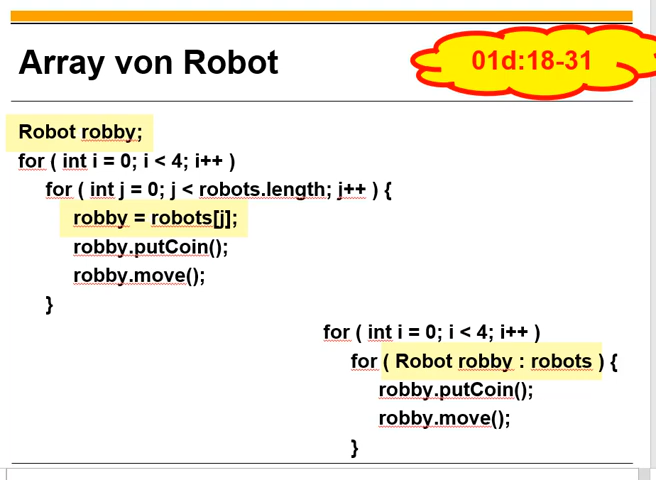 Array von Robot
01d:18-31
Robot robby;
for ( int i = 0; i < 4; i++ )
for ( int j = 0; j < robots.length; j++ ) {
robby = robots[j];
robby.putCoin();
robby.move();
}
for ( int i = 0; i < 4; i++ )
for ( Robot robby : robots ) {
robby.putCoin();
robby.move();
}